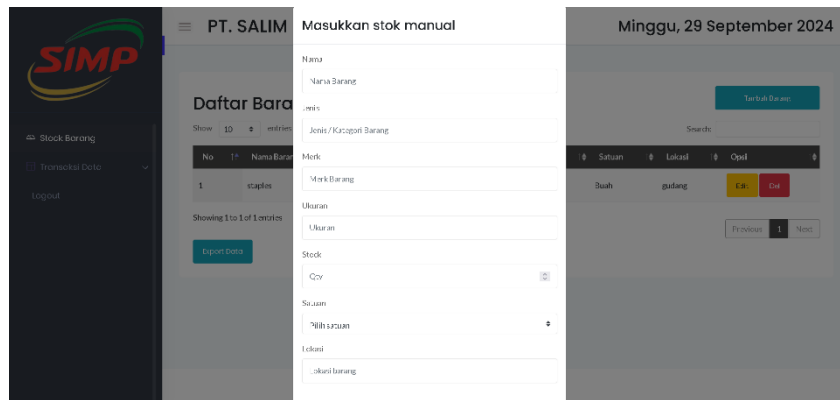 SIMP
Stock Barang
Transaksi Data
Logout
PT. SALIM
Minggu, 29 September 2024
Daftar Bara
Tambah Barang
Show 10 entries
Search:
No Nama Baran Satuan Lokasi Opsi
1 staples Buah gudang Edit Del
Showing 1 to 1 of 1 entries
Previous 1 Next
Export Data
Masukkan stok manual
Nama
Nama Barang
Jenis
Jenis / Kategori Barang
Merk
Merk Barang
Ukuran
Ukuran
Stock
Qty
Satuan
Pilih satuan
Lokasi
Lokasi barang